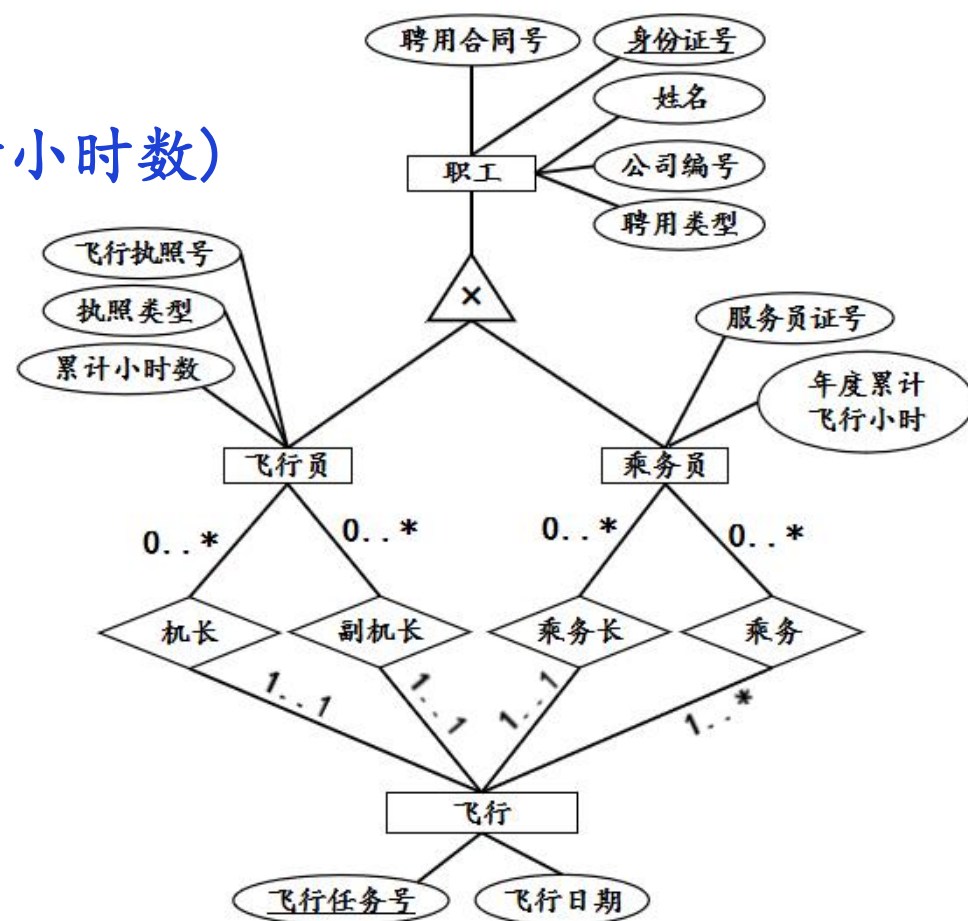 聘用合同号
身份证号
姓名
小时数)
职工
公司编号
聘用类型
飞行执照号
×
执照类型
服务员证号
累计小时数
年度累计
飞行小时
飞行员
乘务员
0..*
0..*
0..*
0..*
机长
副机长
乘务长
乘务
1..1
1..1
1..1
1..*
飞行
飞行任务号
飞行日期